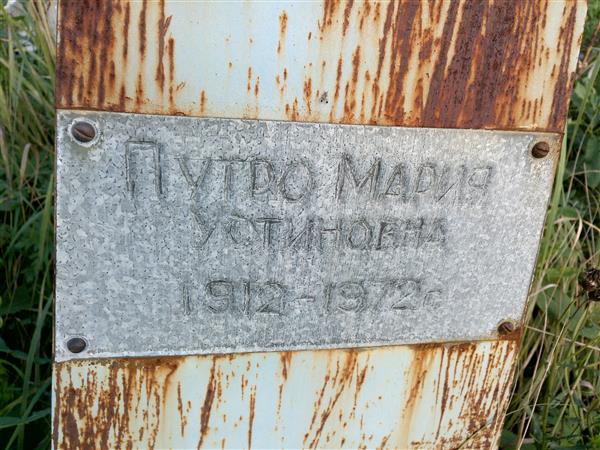 Путро Мария
Устиновна
1912-1972г